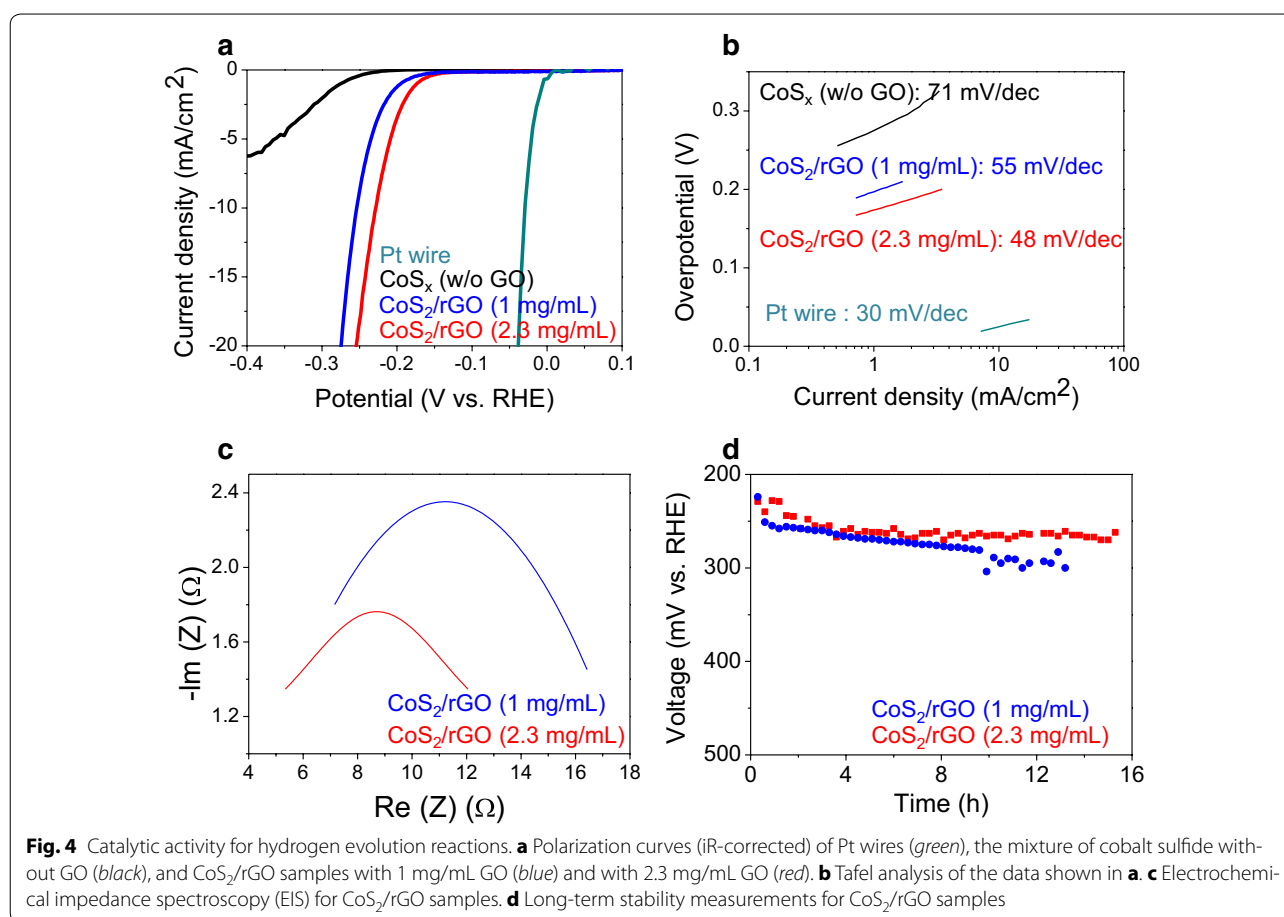 a
0
-5
-10
-15
-20
Current density (mA/cm²)
Pt wire
CoSₓ (w/o GO)
CoS₂/rGO (1 mg/mL)
CoS₂/rGO (2.3 mg/mL)
-0.4 -0.3 -0.2 -0.1 0.0 0.1
Potential (V vs. RHE)
b
0.3
0.2
0.1
0.0
Overpotential (V)
CoSₓ (w/o GO): 71 mV/dec
CoS₂/rGO (1 mg/mL): 55 mV/dec
CoS₂/rGO (2.3 mg/mL): 48 mV/dec
Pt wire : 30 mV/dec
0.1 1 10 100
Current density (mA/cm²)
c
2.4
2.0
1.6
1.2
-Im (Z) (Ω)
CoS₂/rGO (1 mg/mL)
CoS₂/rGO (2.3 mg/mL)
4 6 8 10 12 14 16 18
Re (Z) (Ω)
d
200
300
400
500
Voltage (mV vs. RHE)
CoS₂/rGO (1 mg/mL)
CoS₂/rGO (2.3 mg/mL)
0 4 8 12 16
Time (h)
Fig. 4 Catalytic activity for hydrogen evolution reactions. a Polarization curves (iR-corrected) of Pt wires (green), the mixture of cobalt sulfide with-
out GO (black), and CoS₂/rGO samples with 1 mg/mL GO (blue) and with 2.3 mg/mL GO (red). b Tafel analysis of the data shown in a. c Electrochemi-
cal impedance spectroscopy (EIS) for CoS₂/rGO samples. d Long-term stability measurements for CoS₂/rGO samples